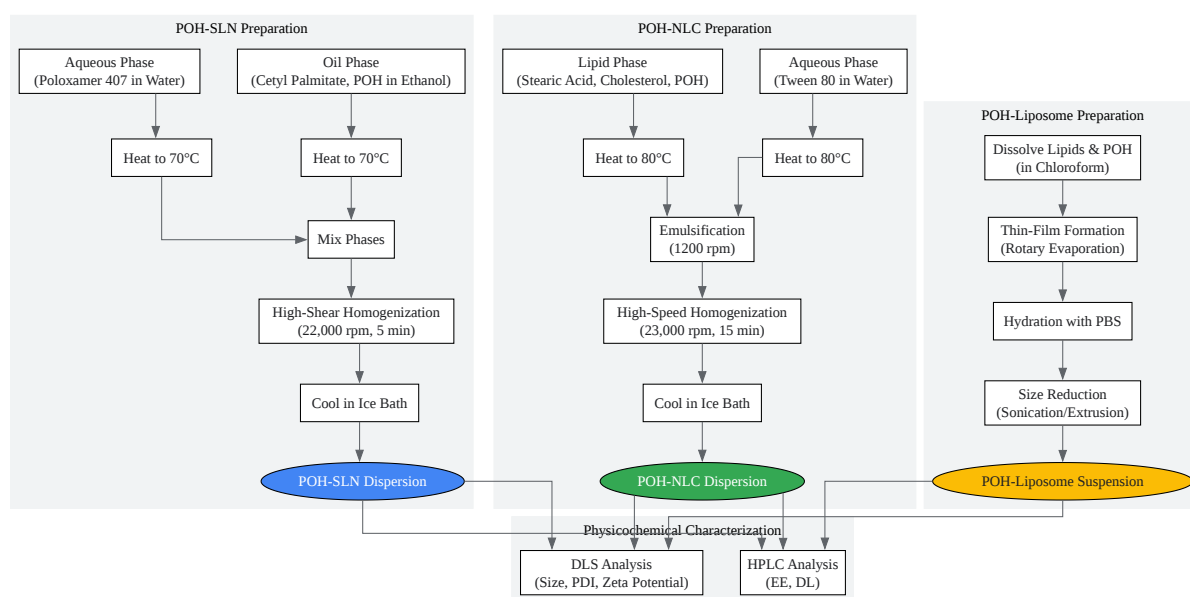 POH-SLN Preparation
Aqueous Phase
(Poloxamer 407 in Water)
Oil Phase
(Cetyl Palmitate, POH in Ethanol)
Heat to 70°C
Heat to 70°C
Mix Phases
High-Shear Homogenization
(22,000 rpm, 5 min)
Cool in Ice Bath
POH-SLN Dispersion
POH-NLC Preparation
Lipid Phase
(Stearic Acid, Cholesterol, POH)
Aqueous Phase
(Tween 80 in Water)
Heat to 80°C
Heat to 80°C
Emulsification
(1200 rpm)
High-Speed Homogenization
(23,000 rpm, 15 min)
Cool in Ice Bath
POH-NLC Dispersion
POH-Liposome Preparation
Dissolve Lipids & POH
(in Chloroform)
Thin-Film Formation
(Rotary Evaporation)
Hydration with PBS
Size Reduction
(Sonication/Extrusion)
POH-Liposome Suspension
Physicochemical Characterization
DLS Analysis
(Size, PDI, Zeta Potential)
HPLC Analysis
(EE, DL)